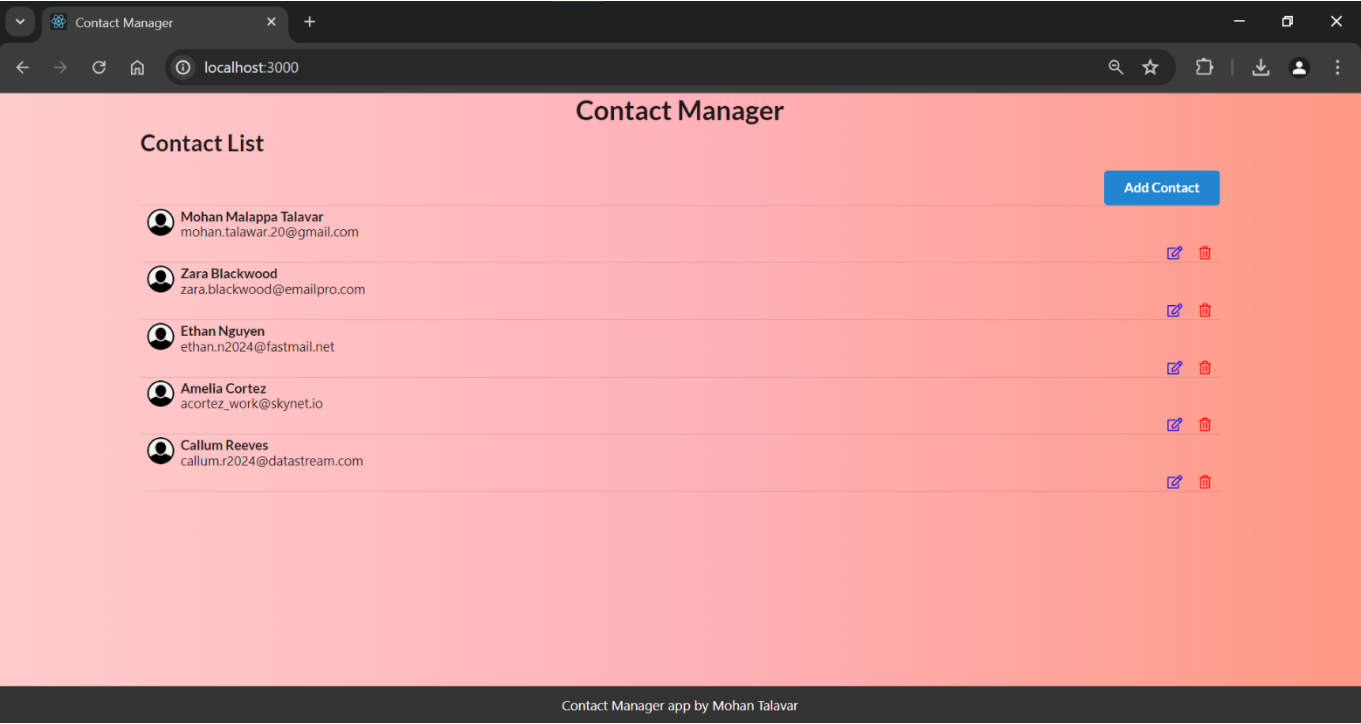 Contact Manager
localhost:3000
Contact Manager
Contact List
Add Contact
Mohan Malappa Talavar
mohan.talawar.20@gmail.com
Zara Blackwood
zara.blackwood@emailpro.com
Ethan Nguyen
ethan.n2024@fastmail.net
Amelia Cortez
acortez_work@skynet.io
Callum Reeves
callum.r2024@datastream.com
Contact Manager app by Mohan Talavar